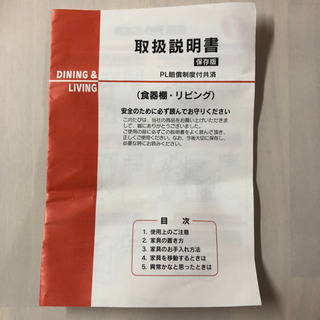 取扱説明書
保存版
PL賠償制度付共済
DINING &
LIVING
(食器棚・リビング)
安全のために必ず読んでお守りください
このたびは、当社の商品をお買い上げいただきま
して、誠にありがとうございました。
ご使用の前に必ずこの説明書をよく読んで頂き、
正しくご使用ください。なお、今後大切に保存し、
必要な時にお読みください。
目 次
1. 使用上のご注意
2. 家具の置き方
3. 家具のお手入れ方法
4. 家具を移動するときは
5. 異常かなと思ったときは